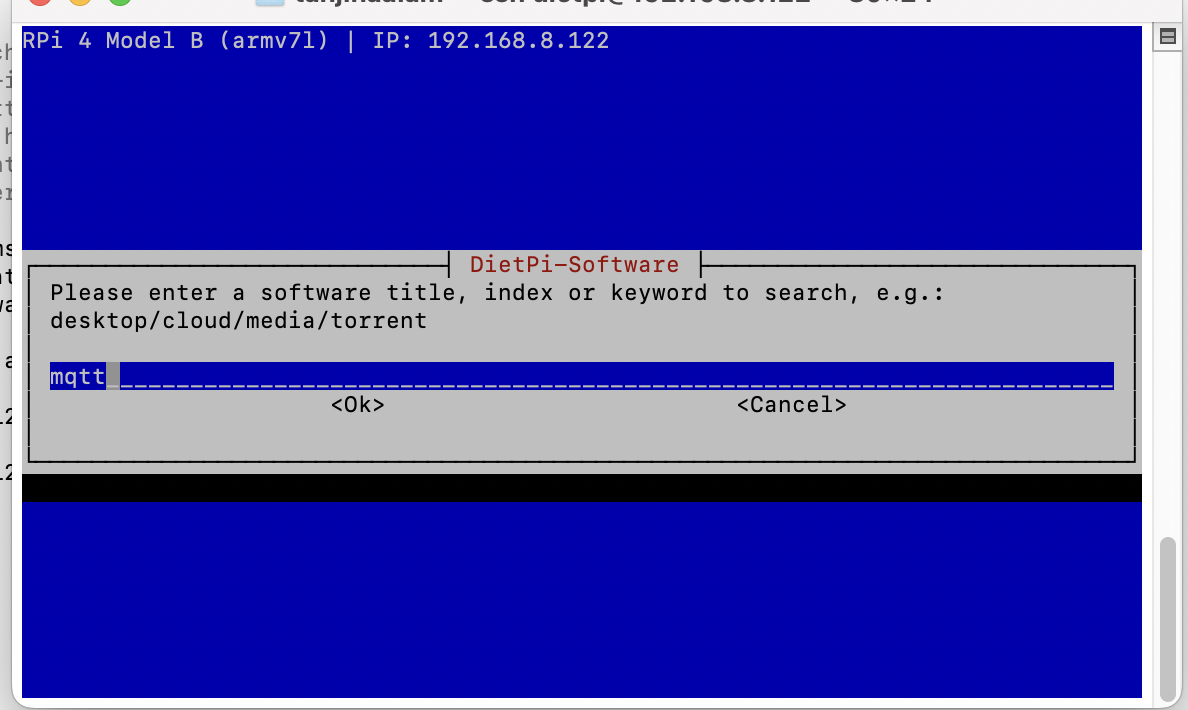 RPi 4 Model B (armv7l) | IP: 192.168.8.122
DietPi-Software
Please enter a software title, index or keyword to search, e.g.:
desktop/cloud/media/torrent
mqtt
<Ok> <Cancel>